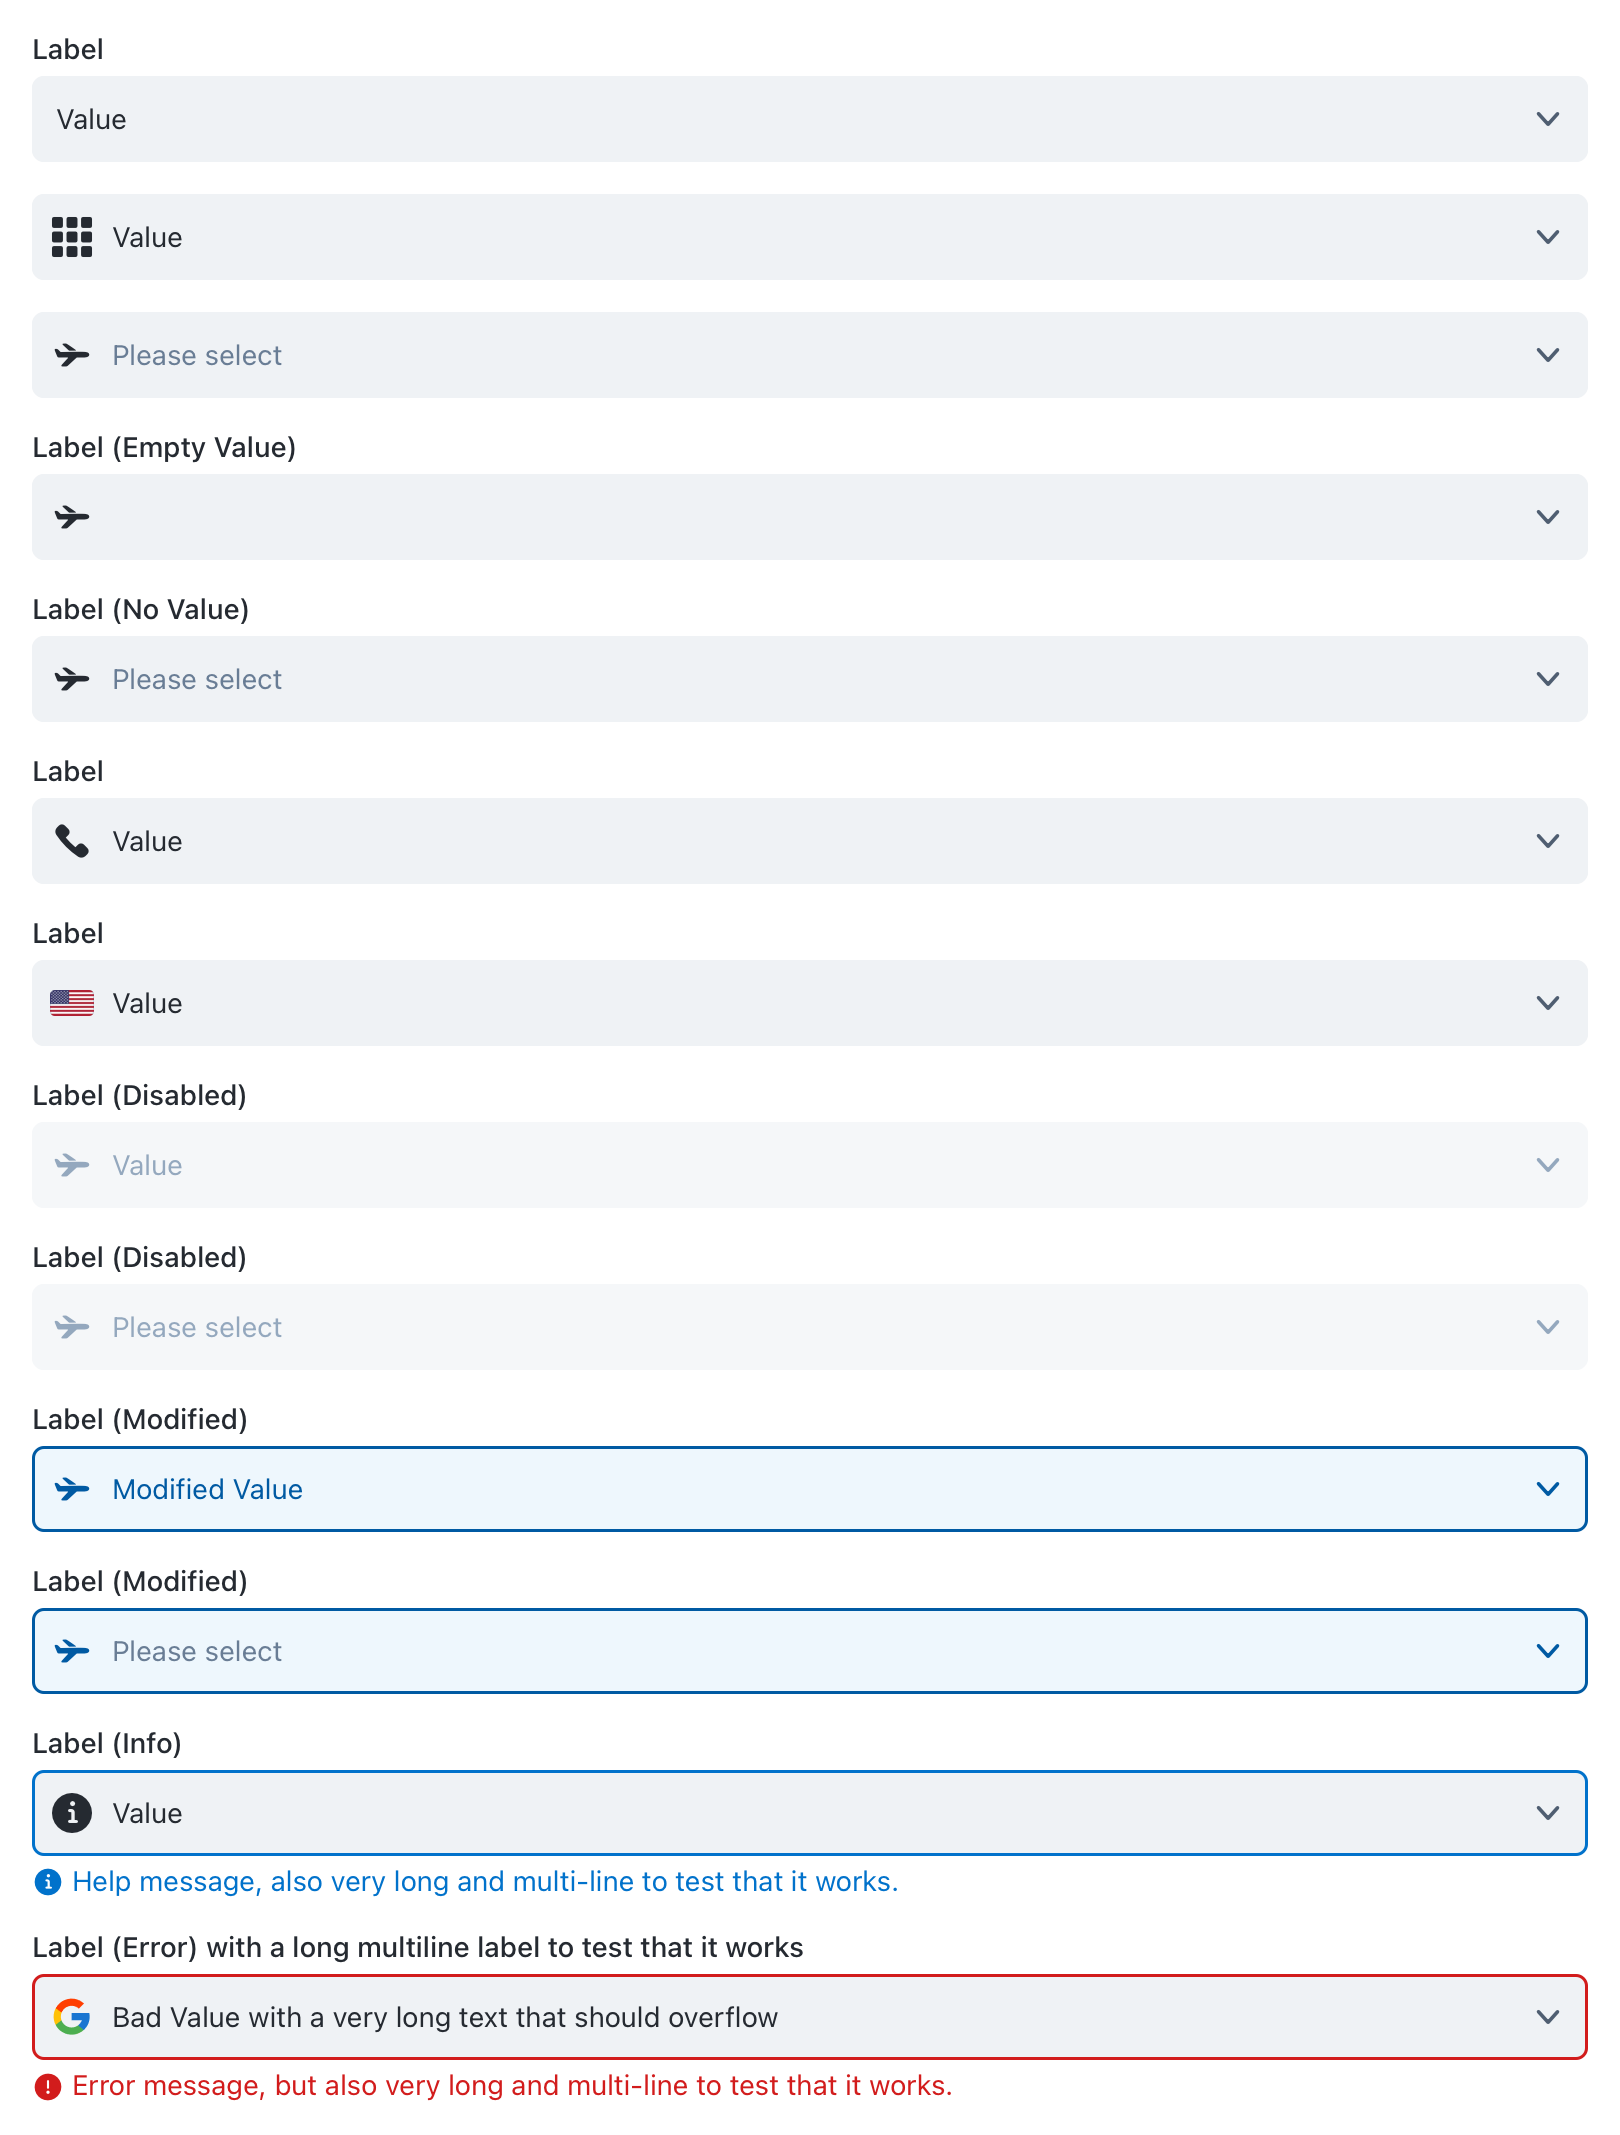 Label
Value
Value
Please select
Label (Empty Value)
Label (No Value)
Please select
Label
Value
Label
Value
Label (Disabled)
Value
Label (Disabled)
Please select
Label (Modified)
Modified Value
Label (Modified)
Please select
Label (Info)
Value
Help message, also very long and multi-line to test that it works.
Label (Error) with a long multiline label to test that it works
Bad Value with a very long text that should overflow
Error message, but also very long and multi-line to test that it works.